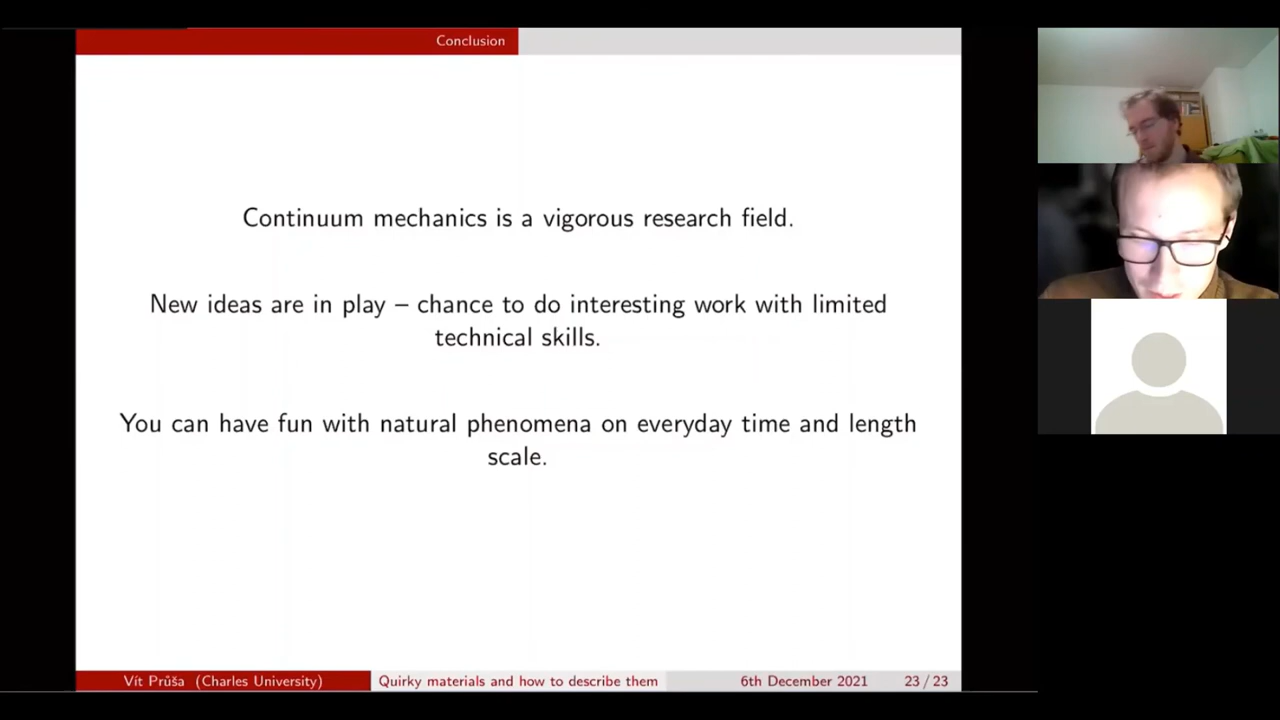 Conclusion
Continuum mechanics is a vigorous research field.
New ideas are in play – chance to do interesting work with limited
technical skills.
You can have fun with natural phenomena on everyday time and length
scale.
Vít Průša (Charles University)
Quirky materials and how to describe them
6th December 2021
23 / 23